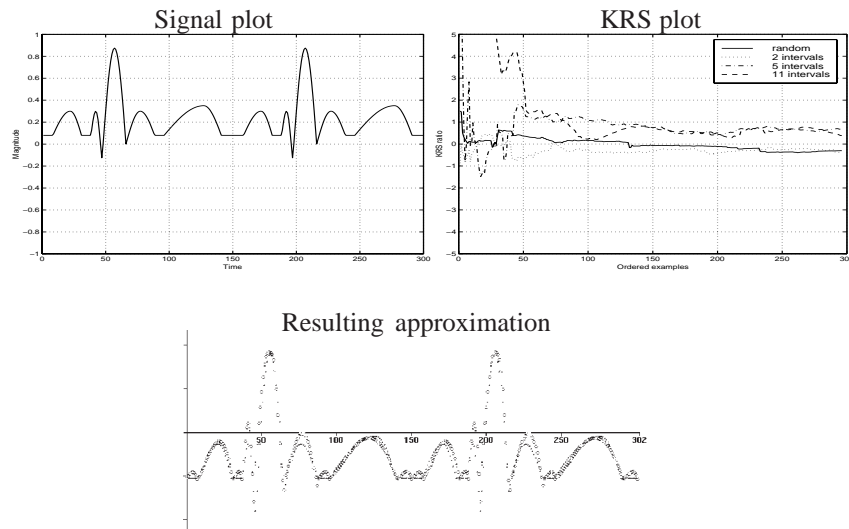 Signal plot
1
0.8
0.6
0.4
0.2
0
−0.2
−0.4
−0.6
−0.8
−1
Magnitude
0 50 100 150 200 250 300
Time
KRS plot
5
4
3
2
1
0
−1
−2
−3
−4
−5
KRS ratio
random
2 intervals
5 intervals
11 intervals
0 50 100 150 200 250 300
Ordered examples
Resulting approximation
50 100 150 200 250 302